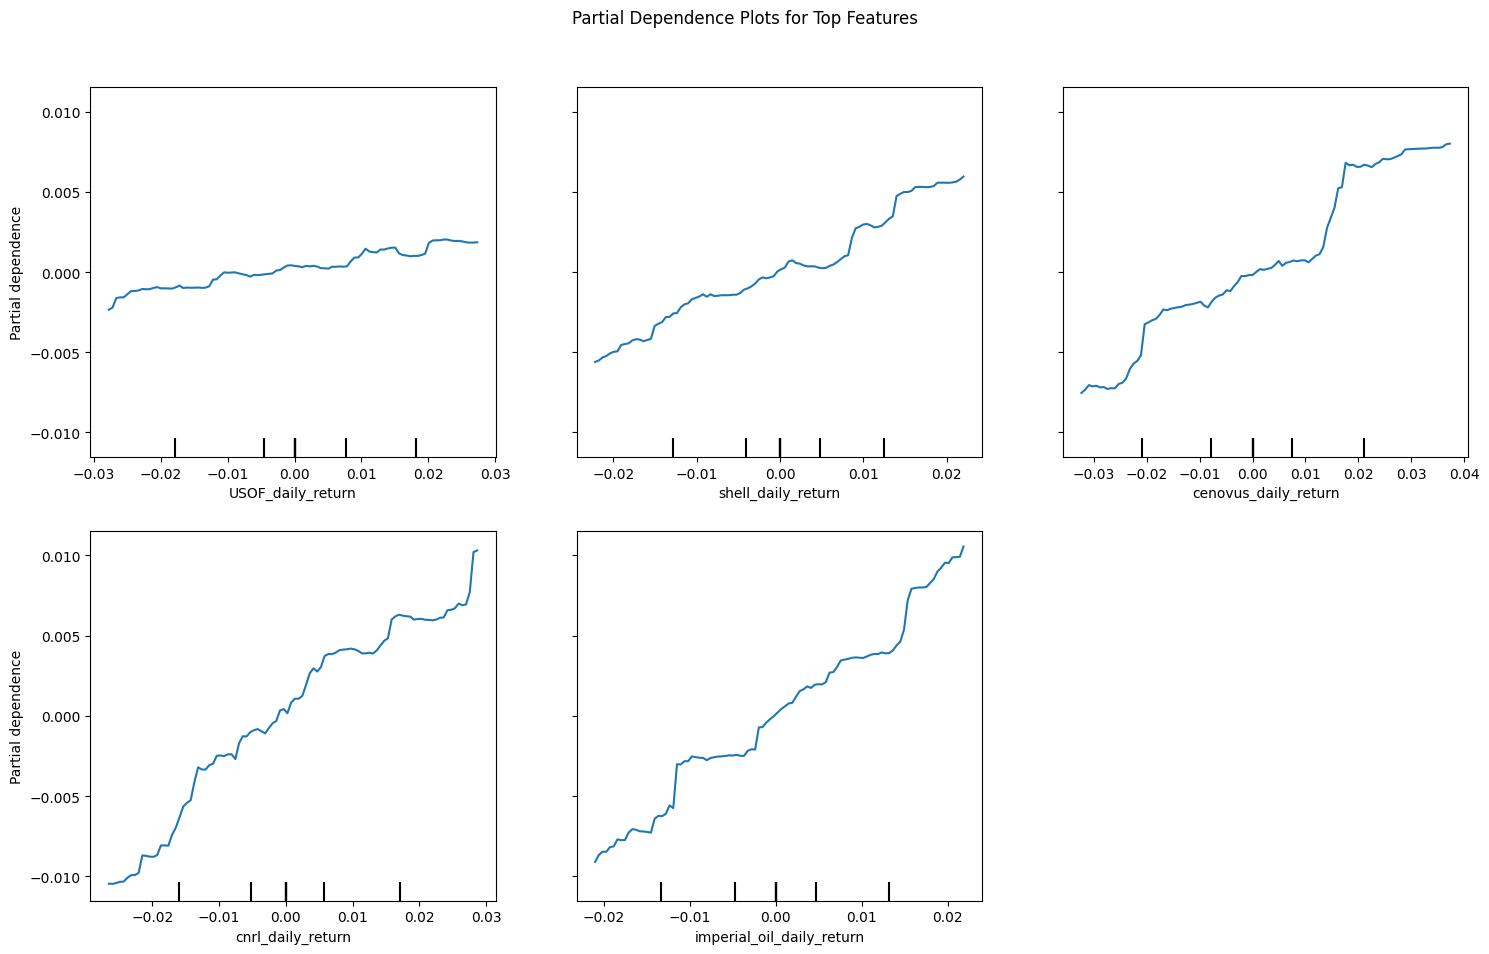 Partial Dependence Plots for Top Features
Partial dependence
0.010
0.005
0.000
−0.005
−0.010
−0.03 −0.02 −0.01 0.00 0.01 0.02 0.03
USOF_daily_return
−0.02 −0.01 0.00 0.01 0.02
shell_daily_return
−0.03 −0.02 −0.01 0.00 0.01 0.02 0.03 0.04
cenovus_daily_return
Partial dependence
0.010
0.005
0.000
−0.005
−0.010
−0.02 −0.01 0.00 0.01 0.02 0.03
cnrl_daily_return
−0.02 −0.01 0.00 0.01 0.02
imperial_oil_daily_return